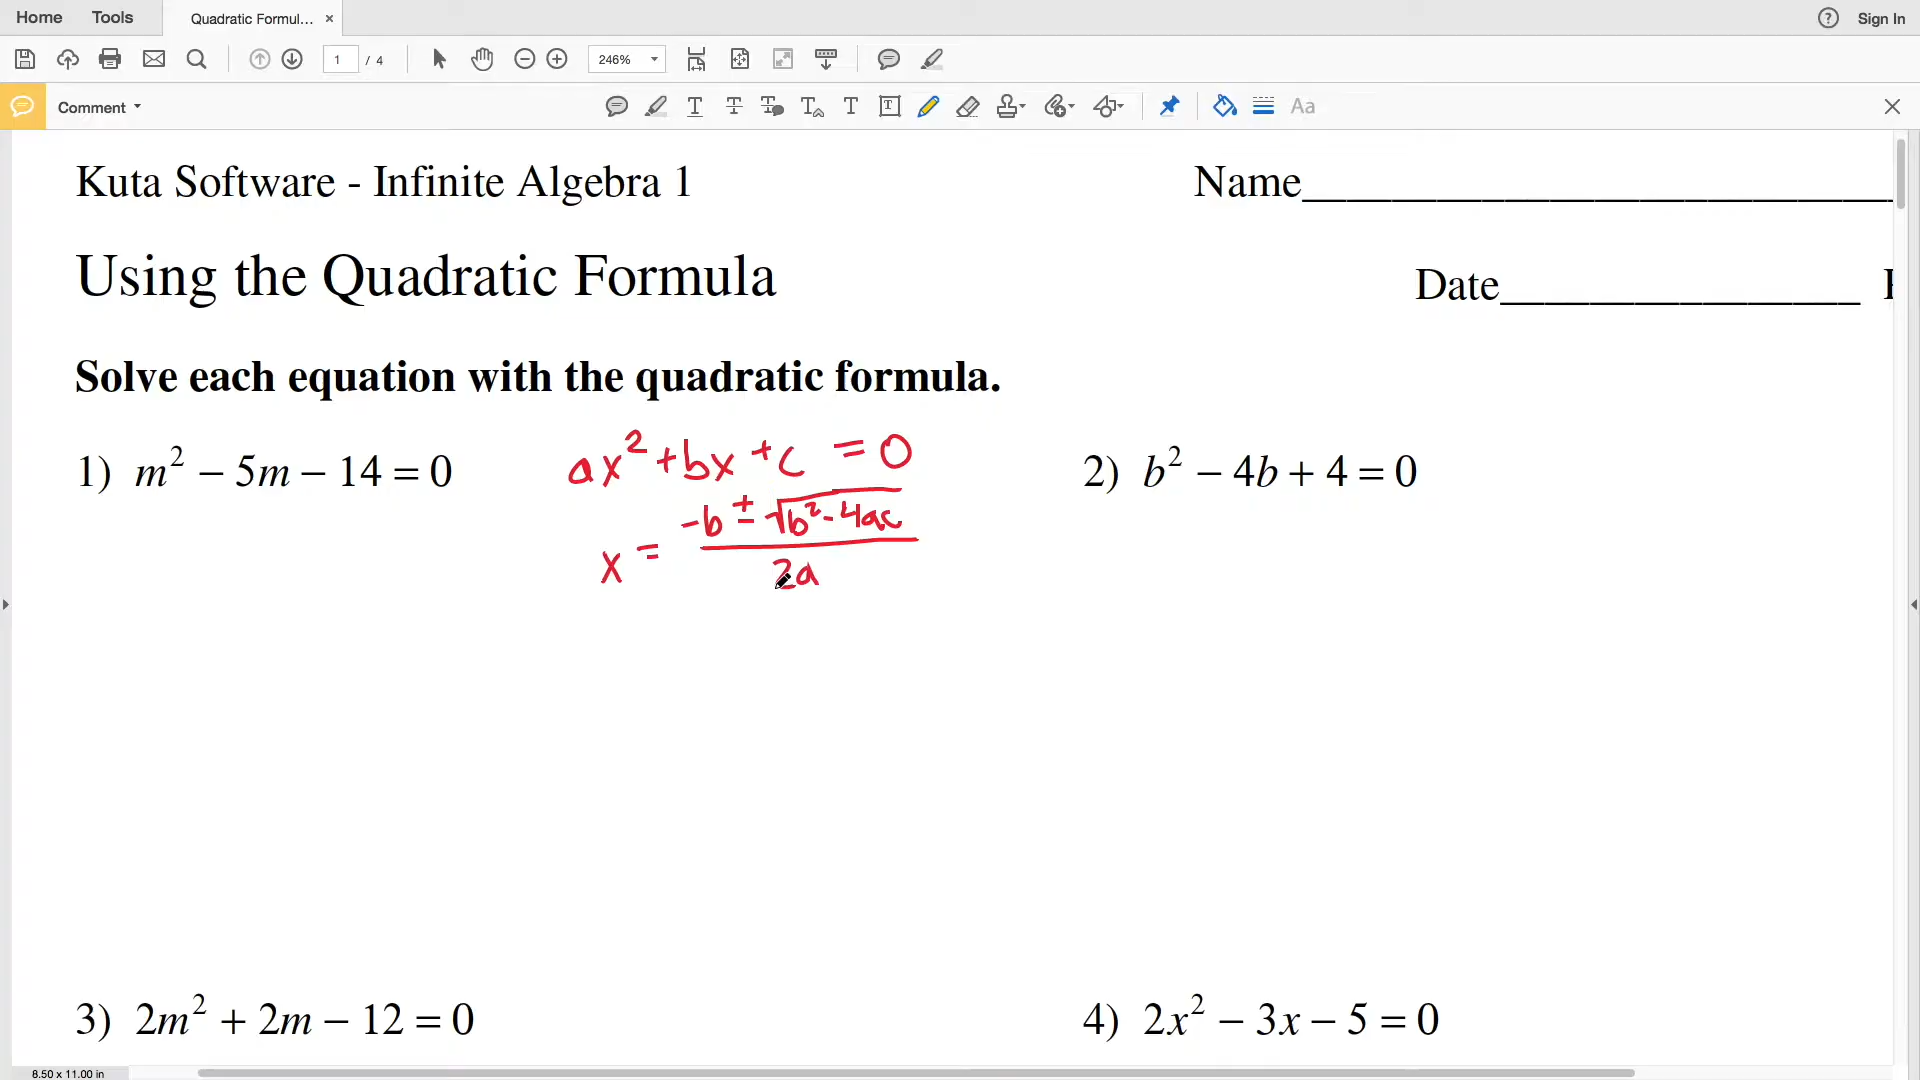 Home Tools Quadratic Formul... × ? Sign In
1 / 4 246%
Comment Aa
Kuta Software - Infinite Algebra 1 Name
Using the Quadratic Formula Date
Solve each equation with the quadratic formula.
1) m² − 5m − 14 = 0 ax² + bx + c = 0 2) b² − 4b + 4 = 0
x = -b ± √b² - 4ac / 2a
3) 2m² + 2m − 12 = 0 4) 2x² − 3x − 5 = 0
8.50 x 11.00 in